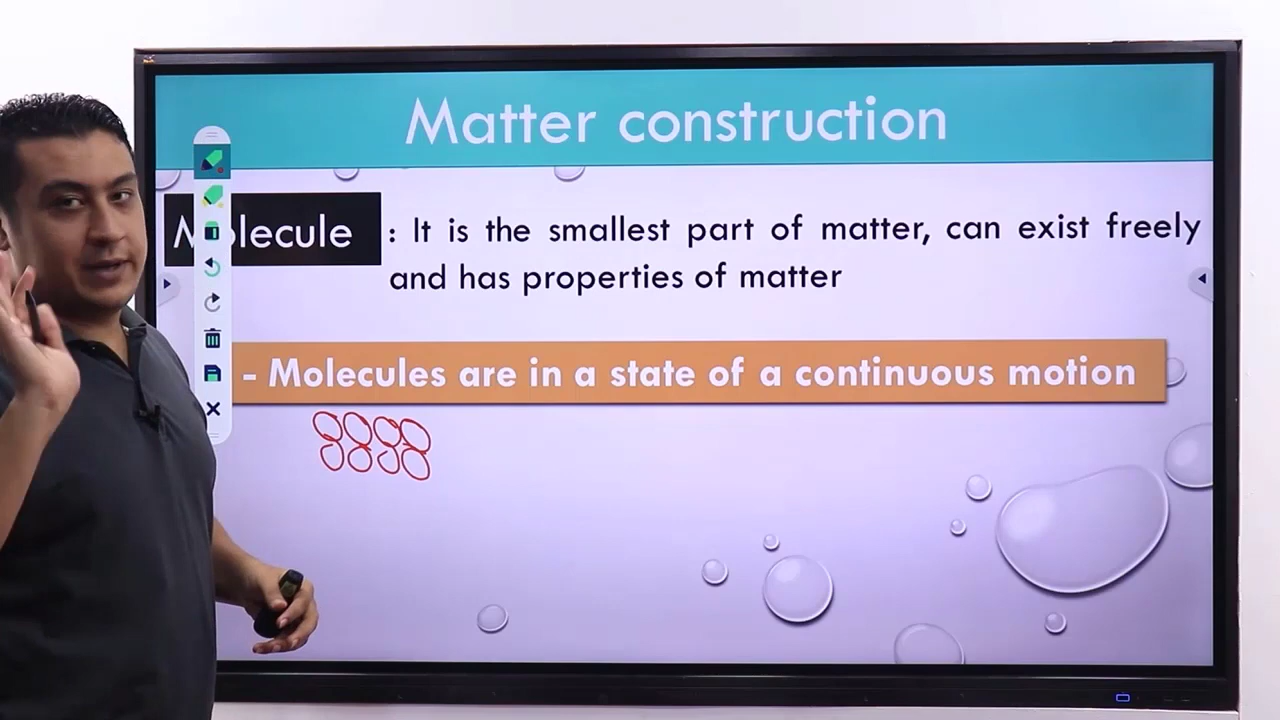 Matter construction
Molecule : It is the smallest part of matter, can exist freely
and has properties of matter
- Molecules are in a state of a continuous motion